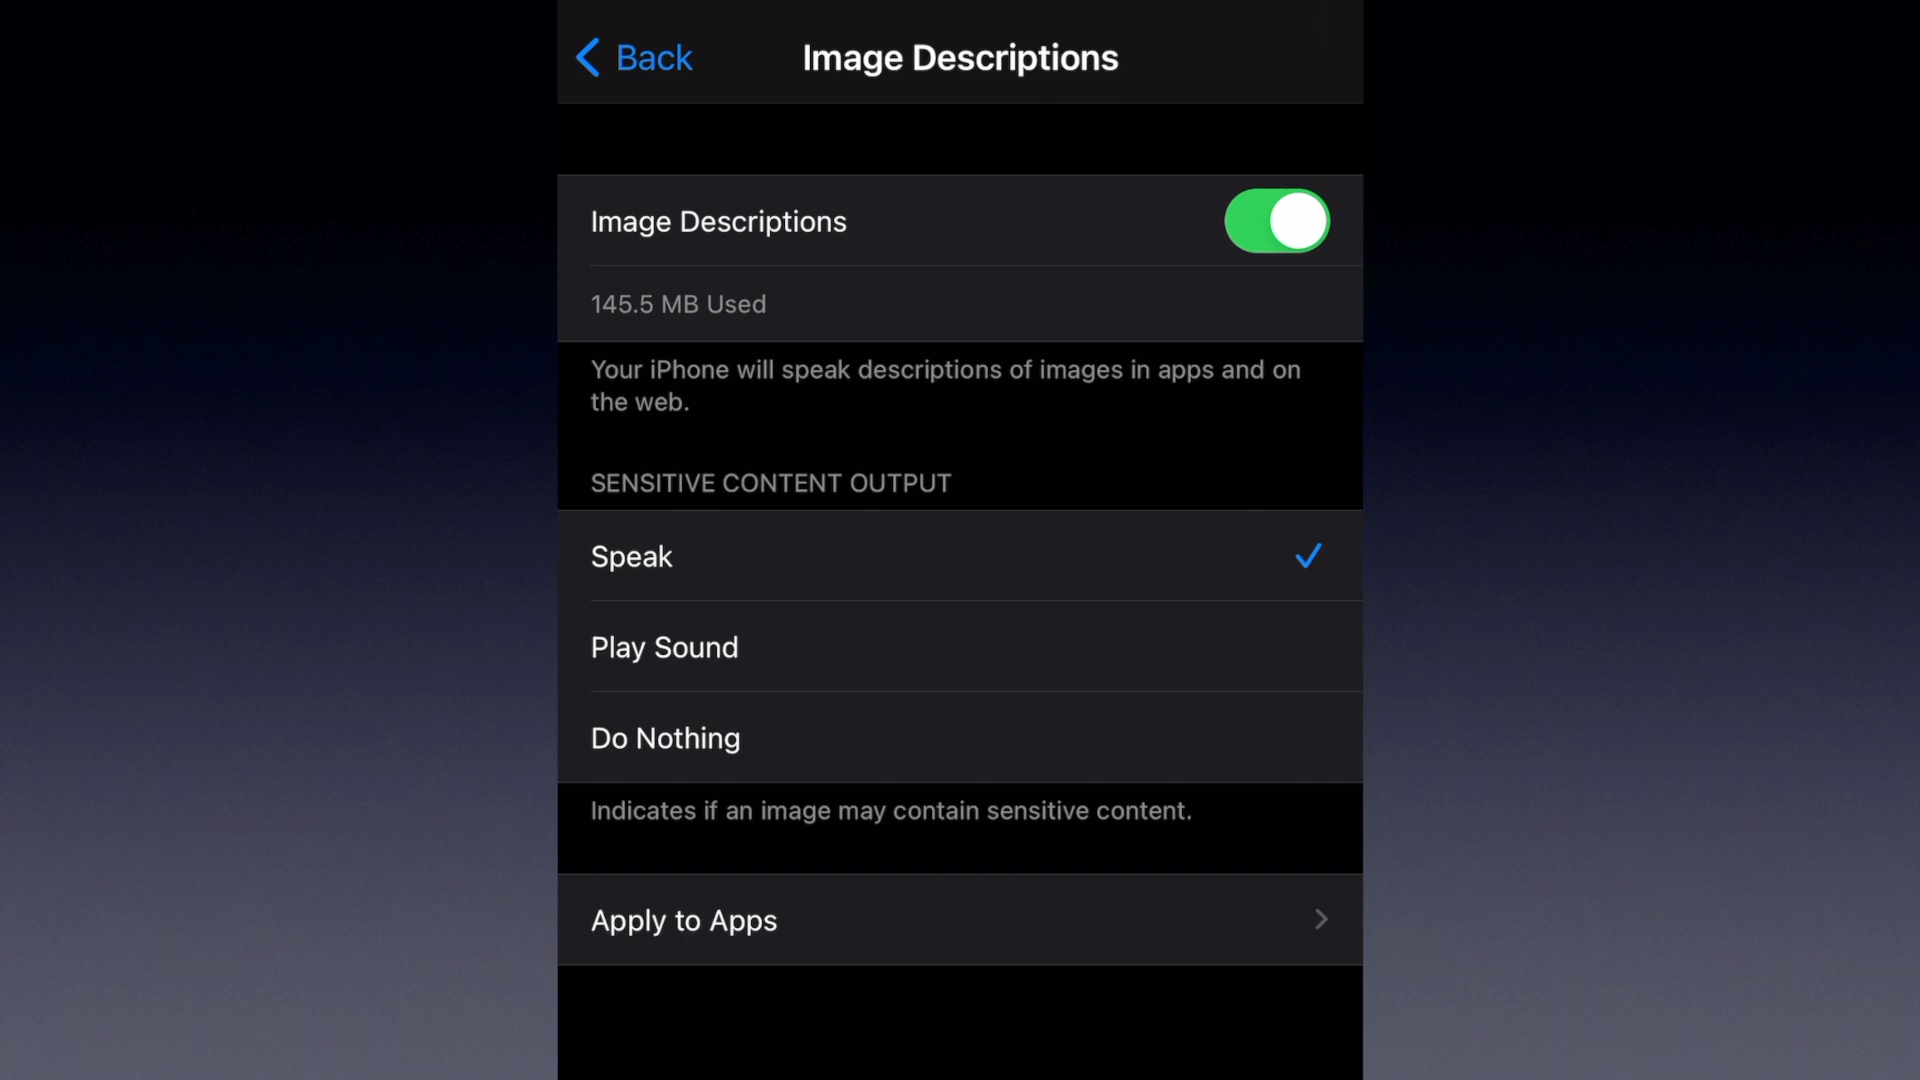 Back
Image Descriptions
Image Descriptions
145.5 MB Used
Your iPhone will speak descriptions of images in apps and on
the web.
SENSITIVE CONTENT OUTPUT
Speak
Play Sound
Do Nothing
Indicates if an image may contain sensitive content.
Apply to Apps